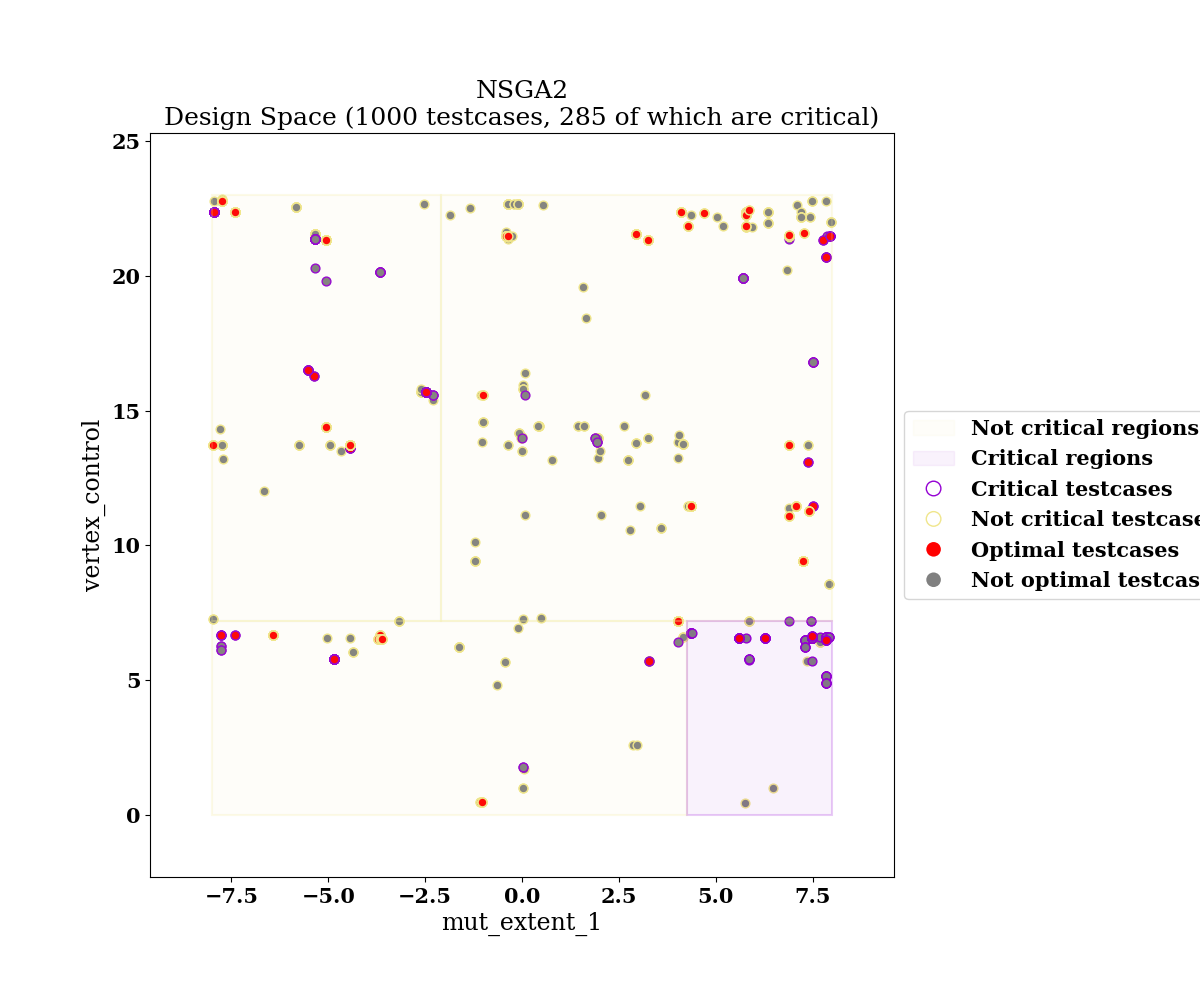 NSGA2
Design Space (1000 testcases, 285 of which are critical)
25
20
15
10
5
0
vertex_control
−7.5
−5.0
−2.5
0.0
2.5
5.0
7.5
mut_extent_1
Not critical regions
Critical regions
Critical testcases
Not critical testcase
Optimal testcases
Not optimal testcas